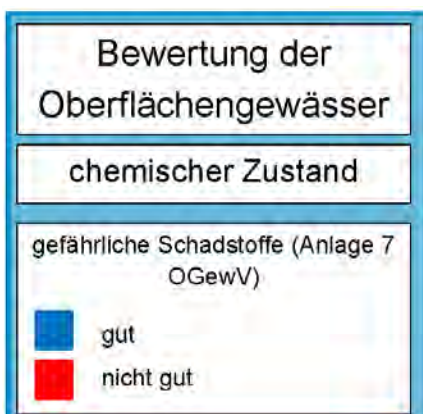 Bewertung der
Oberflächengewässer
chemischer Zustand
gefährliche Schadstoffe (Anlage 7
OGewV)
gut
nicht gut